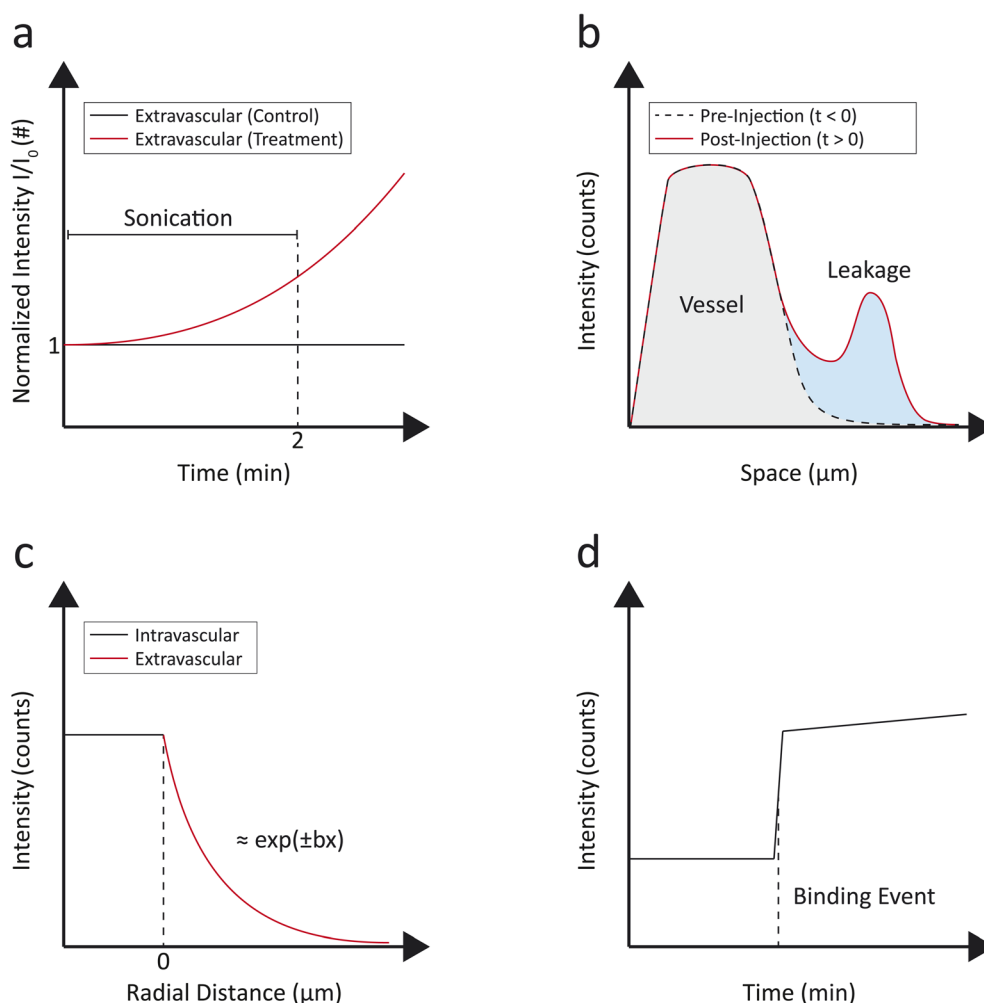 a
Extravascular (Control)
Extravascular (Treatment)
Normalized Intensity I/I₀ (#)
Sonication
1
2
Time (min)
b
Pre-Injection (t < 0)
Post-Injection (t > 0)
Intensity (counts)
Leakage
Vessel
Space (μm)
c
Intravascular
Extravascular
Intensity (counts)
≈ exp(±bx)
0
Radial Distance (μm)
d
Intensity (counts)
Binding Event
Time (min)